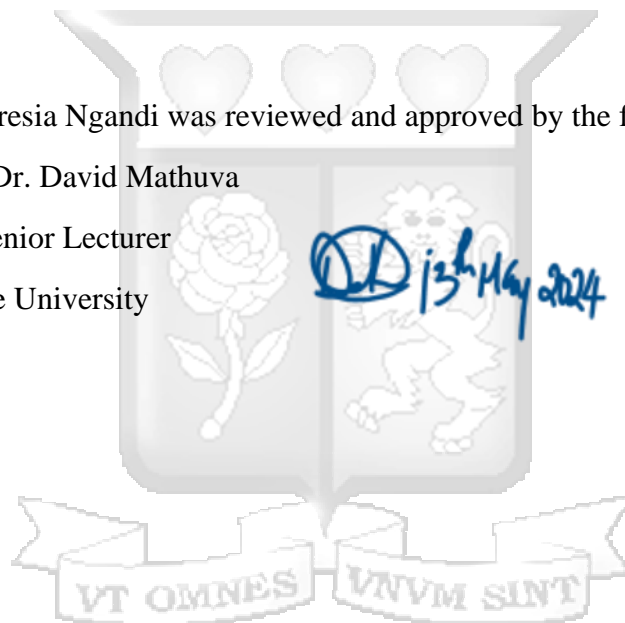 resia Ngandi was reviewed and approved by the f
Dr. David Mathuva
enior Lecturer
e University
13th May 2024
VT OMNES VNVM SINT